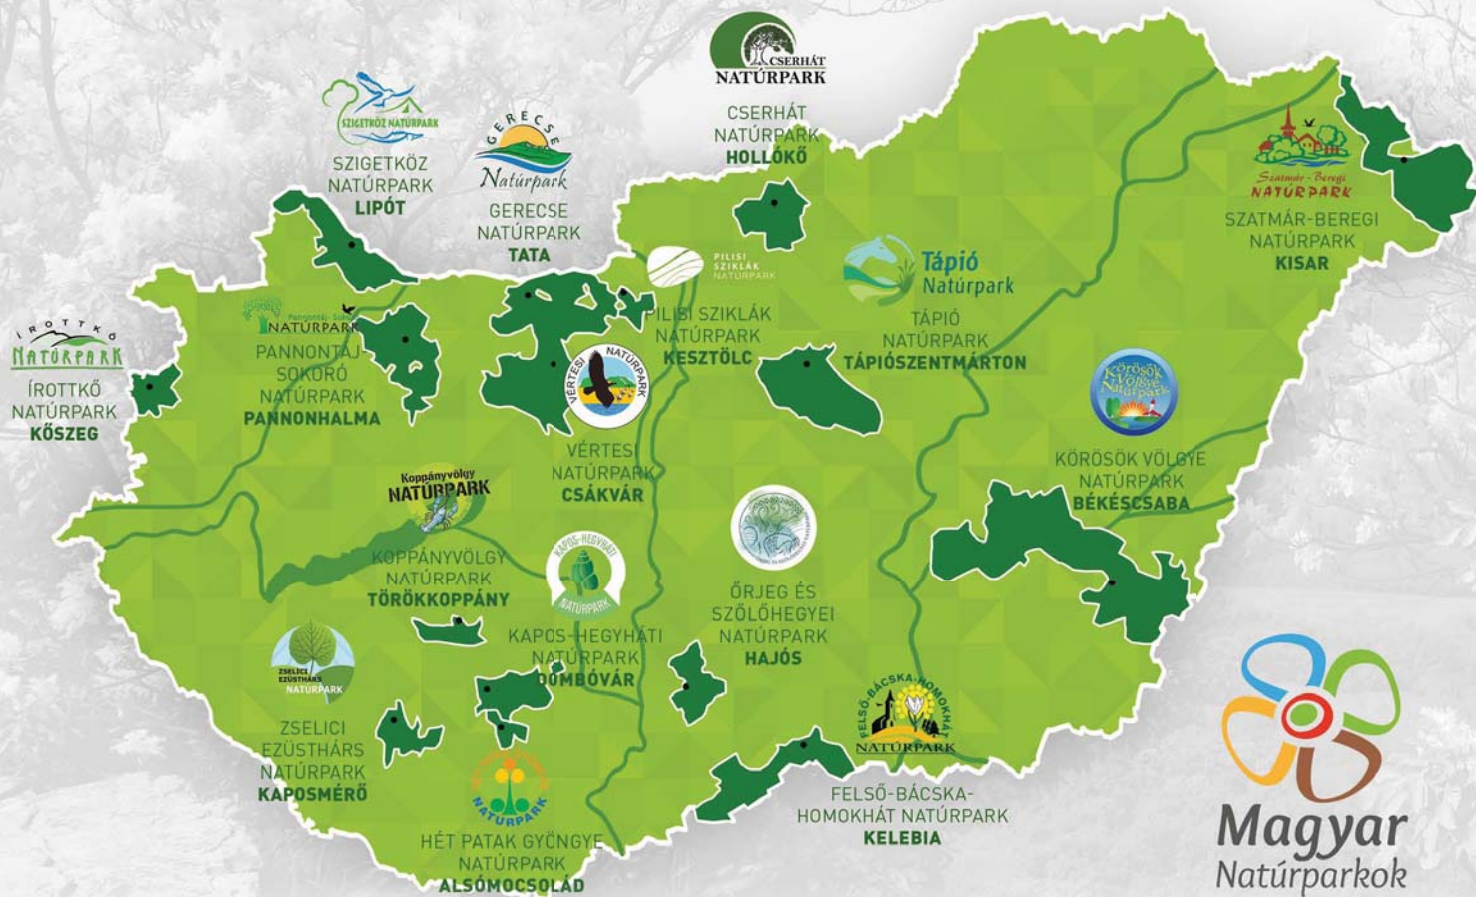 CSERHÁT
NATÚRPARK
CSERHÁT
NATÚRPARK
HOLLÓKŐ
SZIGETKÖZ NATÚRPARK
SZIGETKÖZ
NATÚRPARK
LIPÓT
GERECSE
Natúrpark
GERECSE
NATÚRPARK
TATA
Szatmár-Beregi
NATÚRPARK
SZATMÁR-BEREGI
NATÚRPARK
KISAR
PILISI
SZIKLÁK
NATÚRPARK
PILISI SZIKLÁK
NATÚRPARK
KESZTÖLC
Tápió
Natúrpark
TÁPIÓ
NATÚRPARK
TÁPIÓSZENTMÁRTON
ÍROTTKŐ
NATÚRPARK
ÍROTTKŐ
NATÚRPARK
KŐSZEG
NATÚRPARK
PANNONTÁJ-
SOKORÓ
NATÚRPARK
PANNONHALMA
VÉRTESI NATÚRPARK
VÉRTESI
NATÚRPARK
CSÁKVÁR
Körösök
Völgye
Natúrpark
KÖRÖSÖK VÖLGYE
NATÚRPARK
BÉKÉSCSABA
Koppányvölgy
NATÚRPARK
KOPPÁNYVÖLGY
NATÚRPARK
TÖRÖKKOPPÁNY
KAPOS-HEGYHÁTI
NATÚRPARK
KAPOS-HEGYHÁTI
NATÚRPARK
DOMBÓVÁR
ŐRJEG ÉS
SZŐLŐHEGYEI
NATÚRPARK
HAJÓS
ZSELICI
EZÜSTHÁRS
NATÚRPARK
ZSELICI
EZÜSTHÁRS
NATÚRPARK
KAPOSMÉRŐ
NATÚRPARK
HÉT PATAK GYÖNGYE
NATÚRPARK
ALSÓMOCSOLÁD
FELSŐ-BÁCSKA-HOMOKHÁT
NATÚRPARK
FELSŐ-BÁCSKA-
HOMOKHÁT NATÚRPARK
KELEBIA
Magyar
Natúrparkok